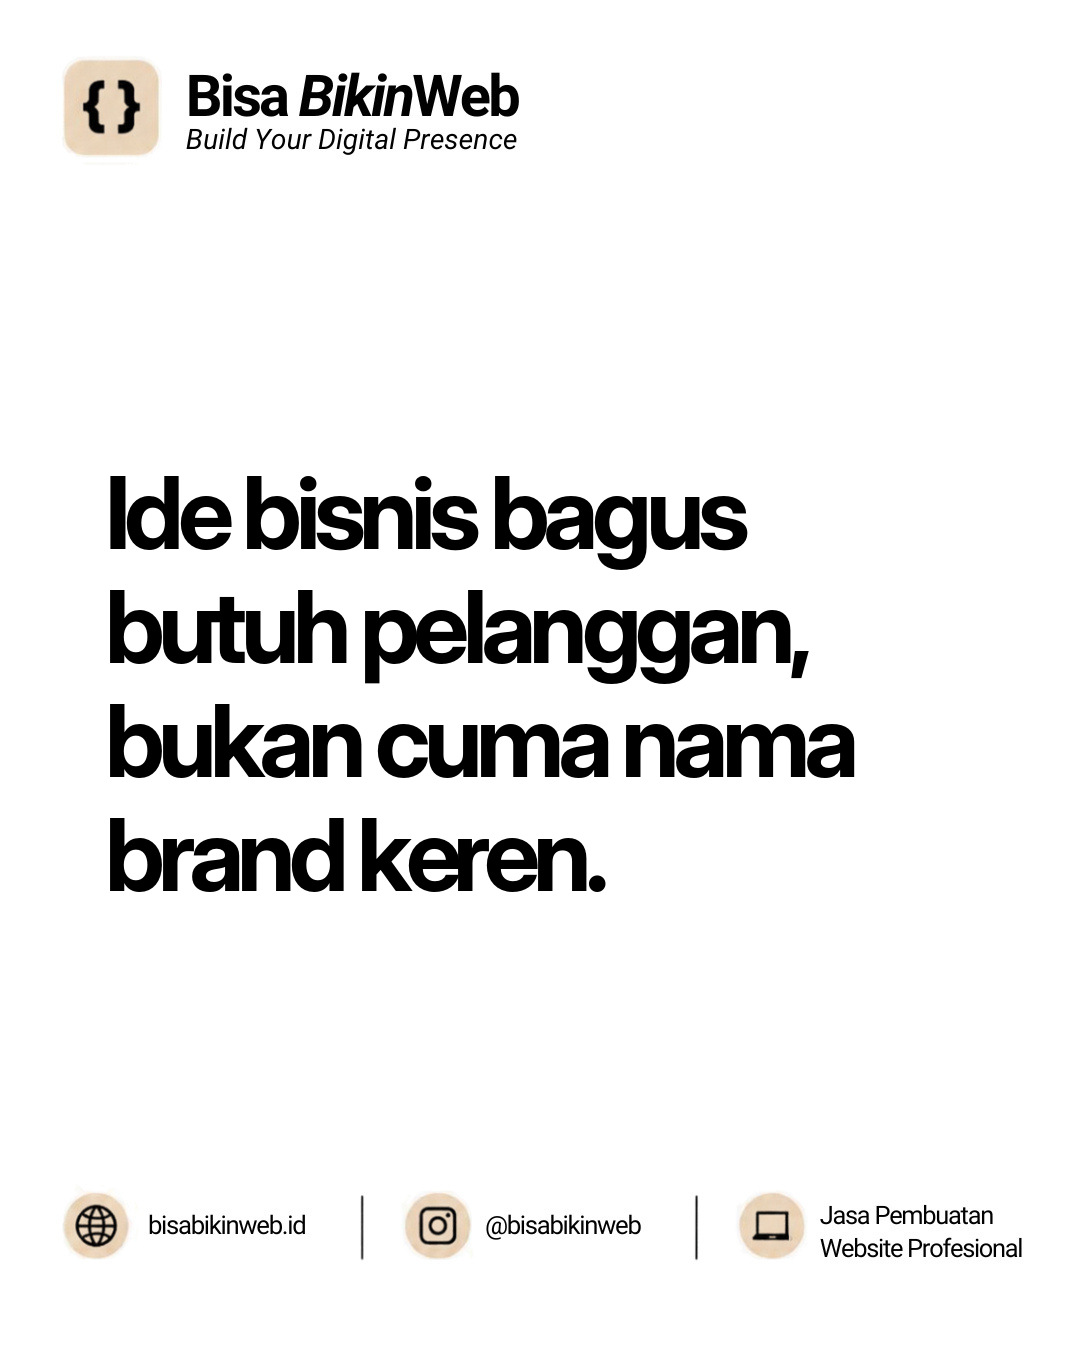 { }
Bisa BikinWeb
Build Your Digital Presence
Ide bisnis bagus
butuh pelanggan,
bukan cuma nama
brand keren.
bisabikinweb.id
@bisabikinweb
Jasa Pembuatan
Website Profesional